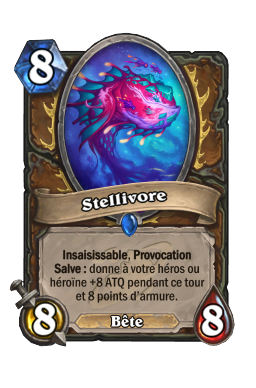 8
Stellivore
Insaisissable, Provocation
Salve : donne à votre héros ou
héroïne +8 ATQ pendant ce tour
et 8 points d'armure.
8
Bête
8